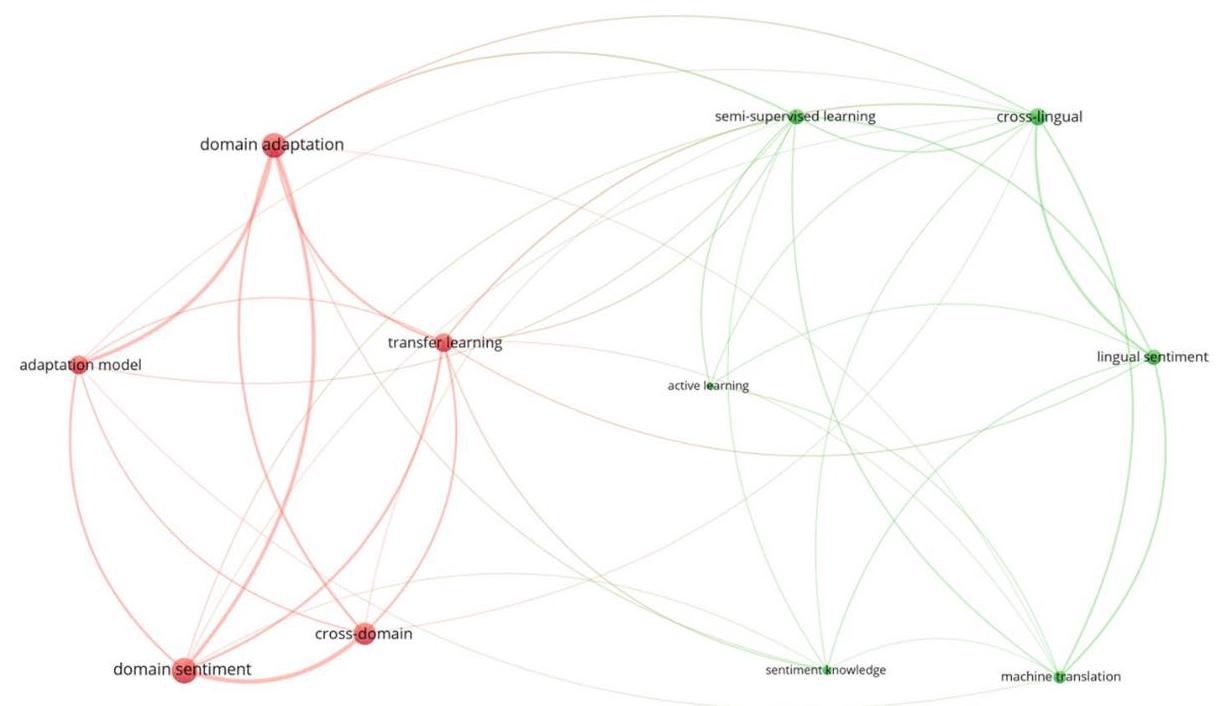 semi-supervised learning
cross-lingual
domain adaptation
transfer learning
lingual sentiment
adaptation model
active learning
cross-domain
domain sentiment
sentiment knowledge
machine translation